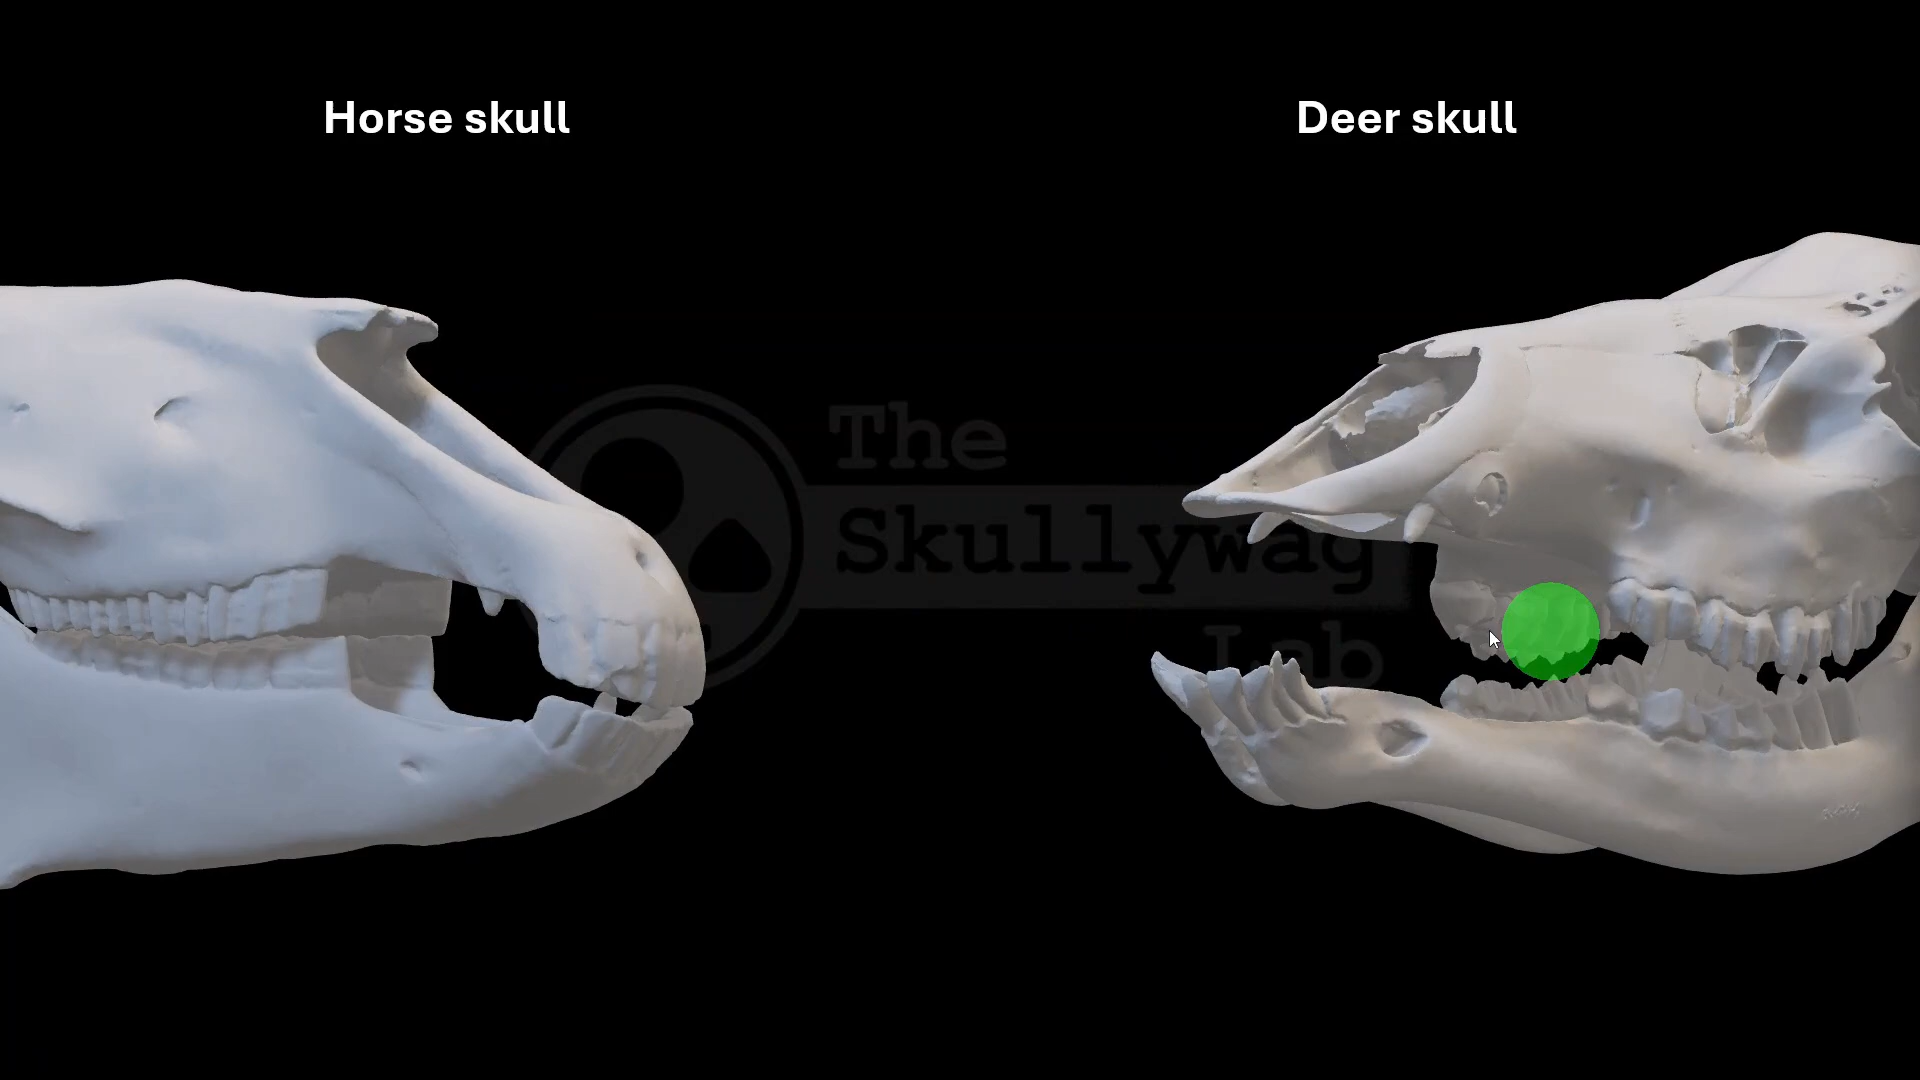 Horse skull
Deer skull
The
Skullywag
Lab